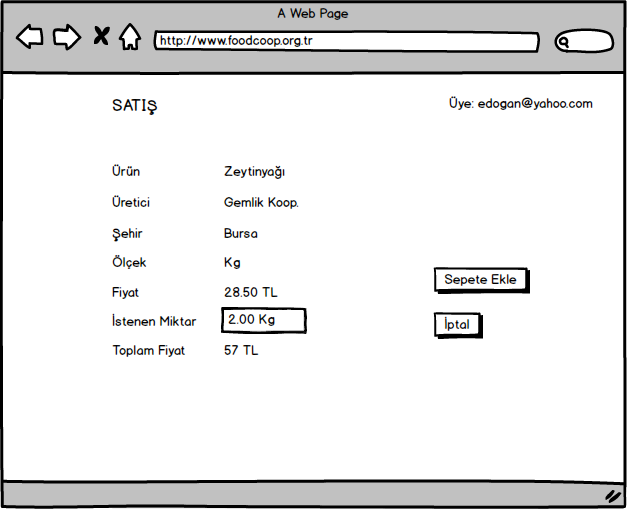 A Web Page
http://www.foodcoop.org.tr
SATIŞ
Üye: edogan@yahoo.com
Ürün Zeytinyağı
Üretici Gemlik Koop.
Şehir Bursa
Ölçek Kg
Sepete Ekle
Fiyat 28.50 TL
İstenen Miktar 2.00 Kg
İptal
Toplam Fiyat 57 TL